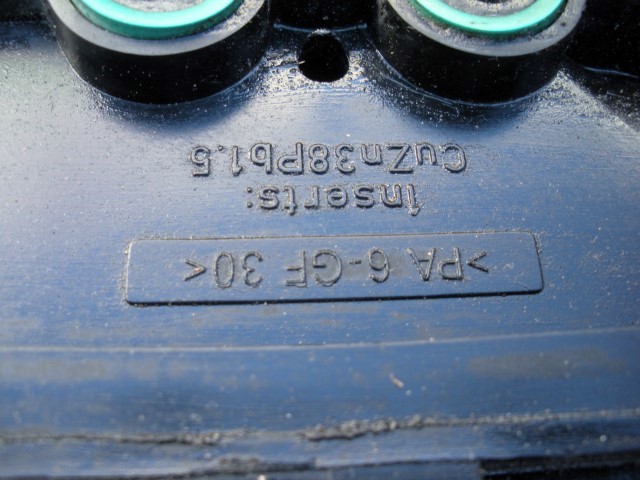 >PA 6-GF 30<
Inserts:
CuZn38Pb1.5